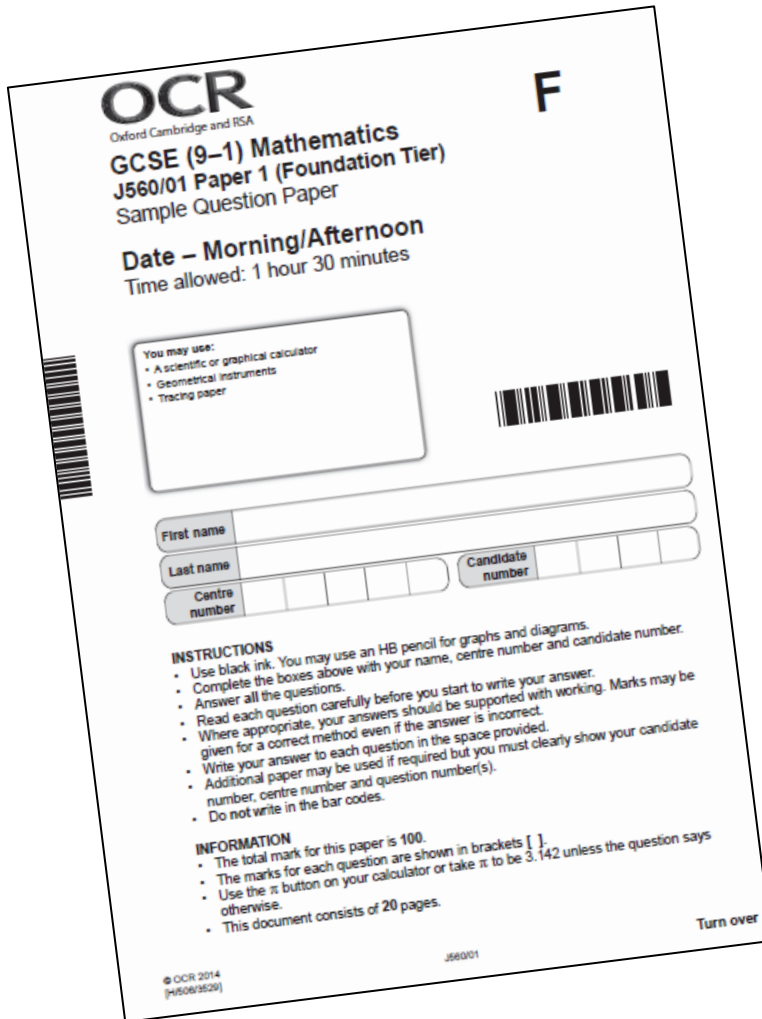 OCR
Oxford Cambridge and RSA
F
GCSE (9–1) Mathematics
J560/01 Paper 1 (Foundation Tier)
Sample Question Paper
Date – Morning/Afternoon
Time allowed: 1 hour 30 minutes
You may use:
• A scientific or graphical calculator
• Geometrical instruments
• Tracing paper
First name
Last name
Centre
number
Candidate
number
INSTRUCTIONS
• Use black ink. You may use an HB pencil for graphs and diagrams.
• Complete the boxes above with your name, centre number and candidate number.
• Answer all the questions.
• Read each question carefully before you start to write your answer.
• Where appropriate, your answers should be supported with working. Marks may be
given for a correct method even if the answer is incorrect.
• Write your answer to each question in the space provided.
• Additional paper may be used if required but you must clearly show your candidate
number, centre number and question number(s).
• Do not write in the bar codes.
INFORMATION
• The total mark for this paper is 100.
• The marks for each question are shown in brackets [ ].
• Use the π button on your calculator or take π to be 3.142 unless the question says
otherwise.
• This document consists of 20 pages.
© OCR 2014
[H/506/3529]
J560/01
Turn over